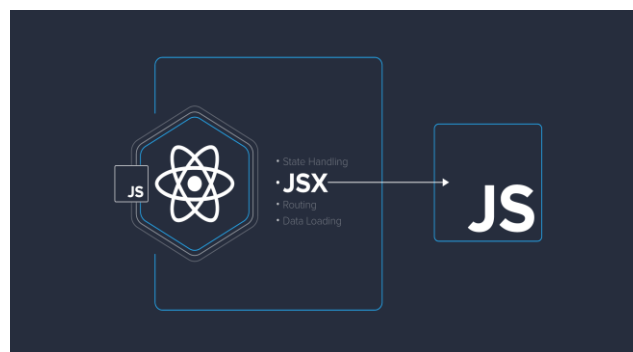 JS
• State Handling
• JSX
• Routing
• Data Loading
JS